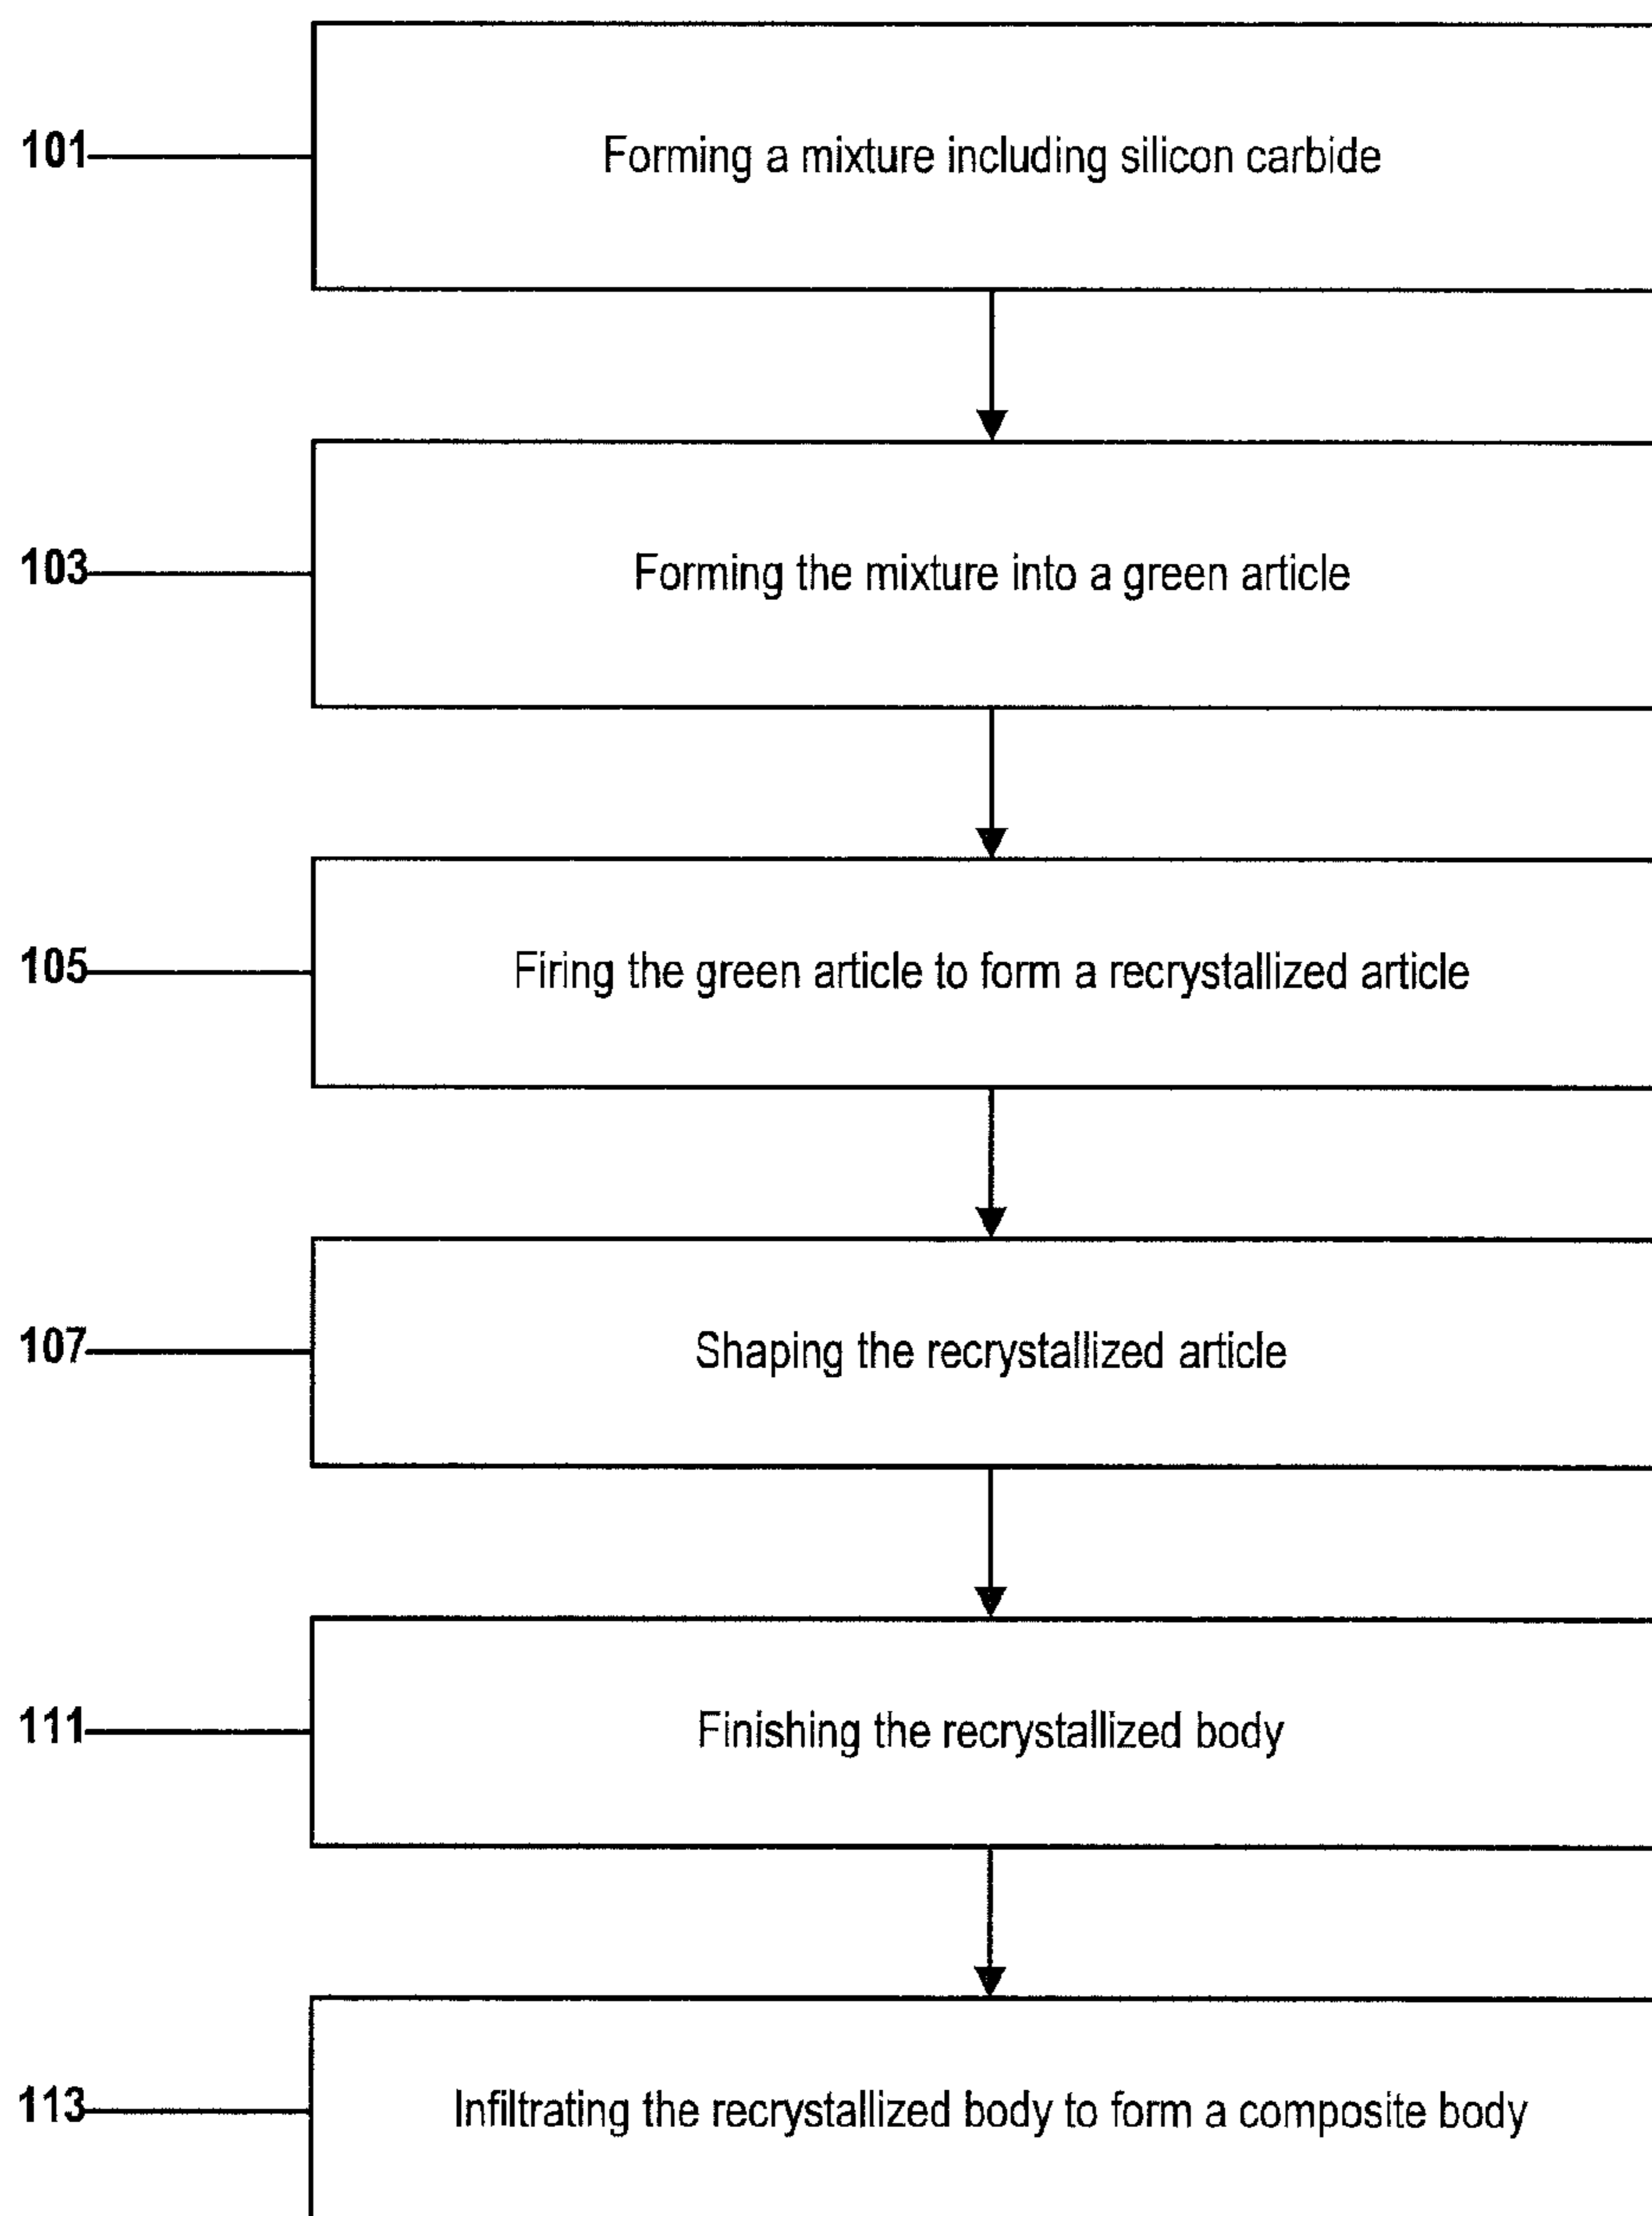 101 Forming a mixture including silicon carbide
103 Forming the mixture into a green article
105 Firing the green article to form a recrystallized article
107 Shaping the recrystallized article
111 Finishing the recrystallized body
113 Infiltrating the recrystallized body to form a composite body